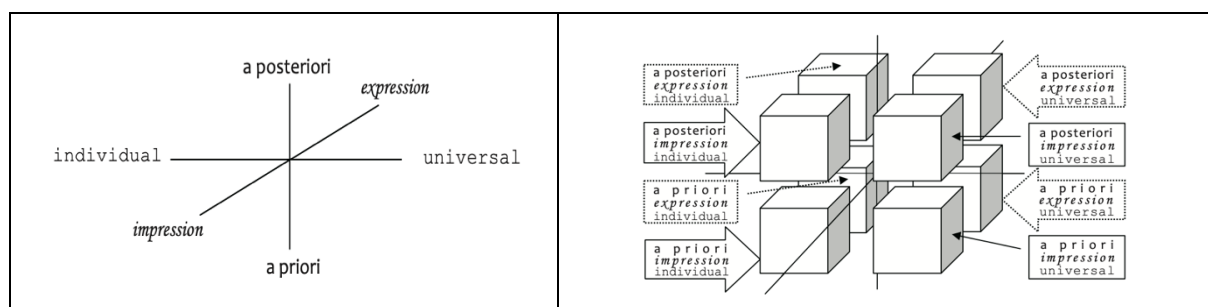 a posteriori
expression
individual
universal
impression
a priori
a posteriori
expression
individual
a posteriori
impression
individual
a priori
expression
individual
a priori
impression
individual
a posteriori
expression
universal
a posteriori
impression
universal
a priori
expression
universal
a priori
impression
universal